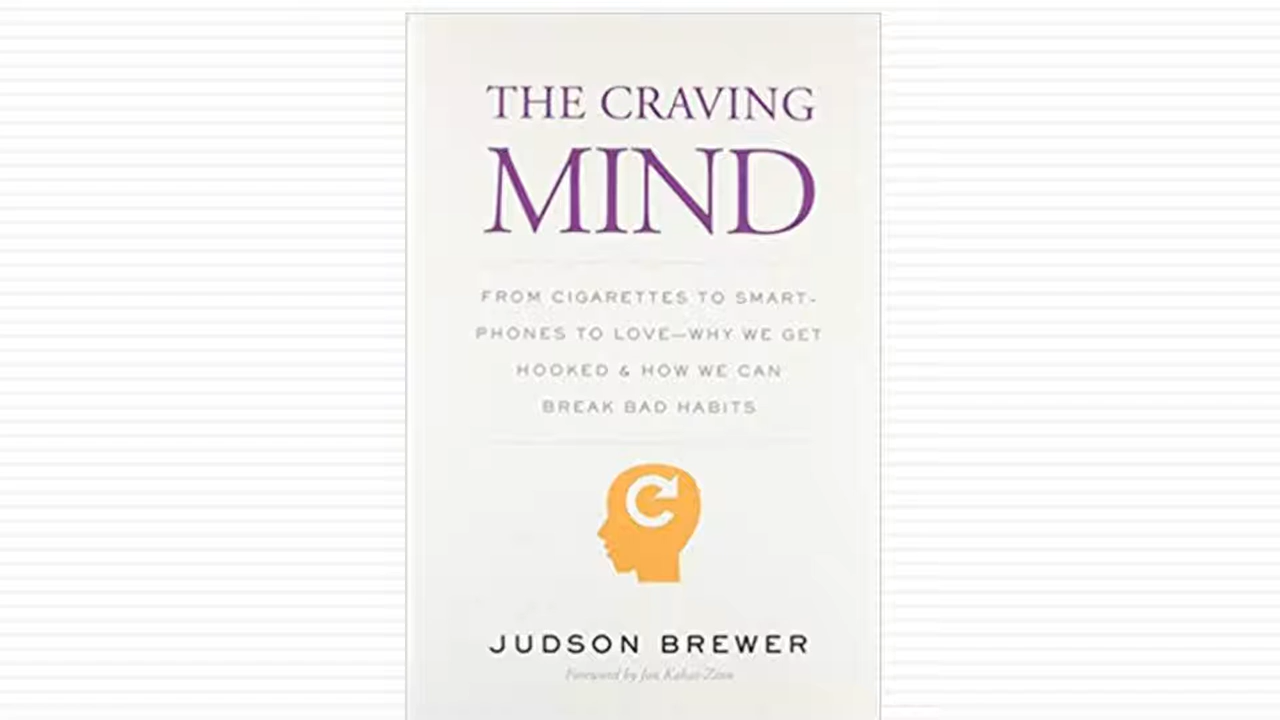 THE CRAVING
MIND
FROM CIGARETTES TO SMART-
PHONES TO LOVE—WHY WE GET
HOOKED & HOW WE CAN
BREAK BAD HABITS
JUDSON BREWER
Foreword by Jon Kabat-Zinn